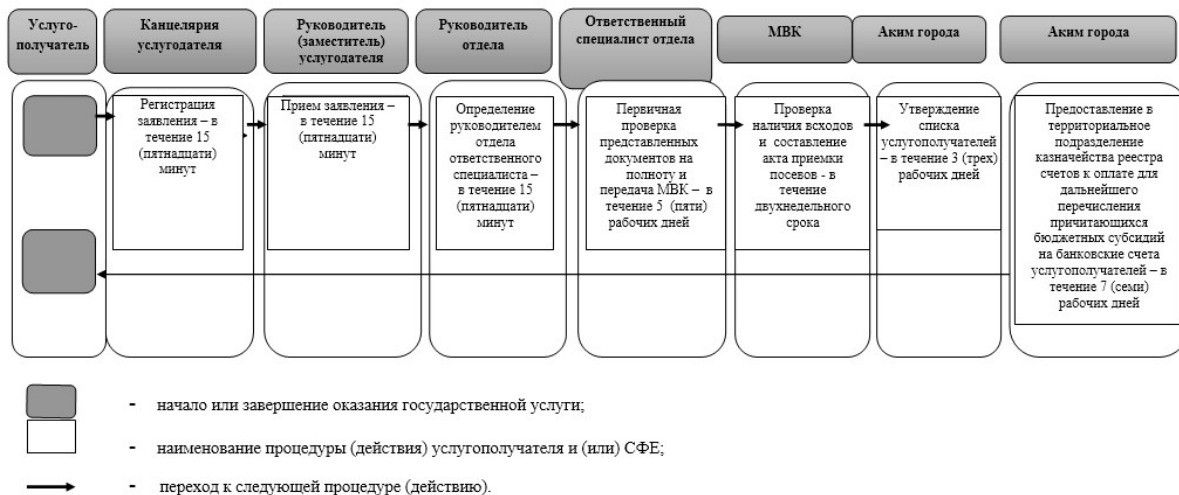 Услуго-
получатель
Канцелярия
услугодателя
Руководитель
(заместитель)
услугодателя
Руководитель
отдела
Ответственный
специалист отдела
МВК
Аким города
Аким города
Регистрация
заявления – в
течение 15
(пятнадцати)
минут
Прием заявления –
в течение 15
(пятнадцати)
минут
Определение
руководителем
отдела
ответственного
специалиста –
в течение 15
(пятнадцати)
минут
Первичная
проверка
представленных
документов на
полноту и
передача МВК – в
течение 5 (пяти)
рабочих дней
Проверка
наличия всходов
и составление
акта приемки
посевов - в
течение
двухнедельного
срока
Утверждение
списка
услугополучателей
– в течение 3 (трех)
рабочих дней
Предоставление в
территориальное
подразделение
казначейства реестра
счетов к оплате для
дальнейшего
перечисления
причитающихся
бюджетных субсидий
на банковские счета
услугополучателей – в
течение 7 (семи)
рабочих дней
- начало или завершение оказания государственной услуги;
- наименование процедуры (действия) услугополучателя и (или) СФЕ;
- переход к следующей процедуре (действию).